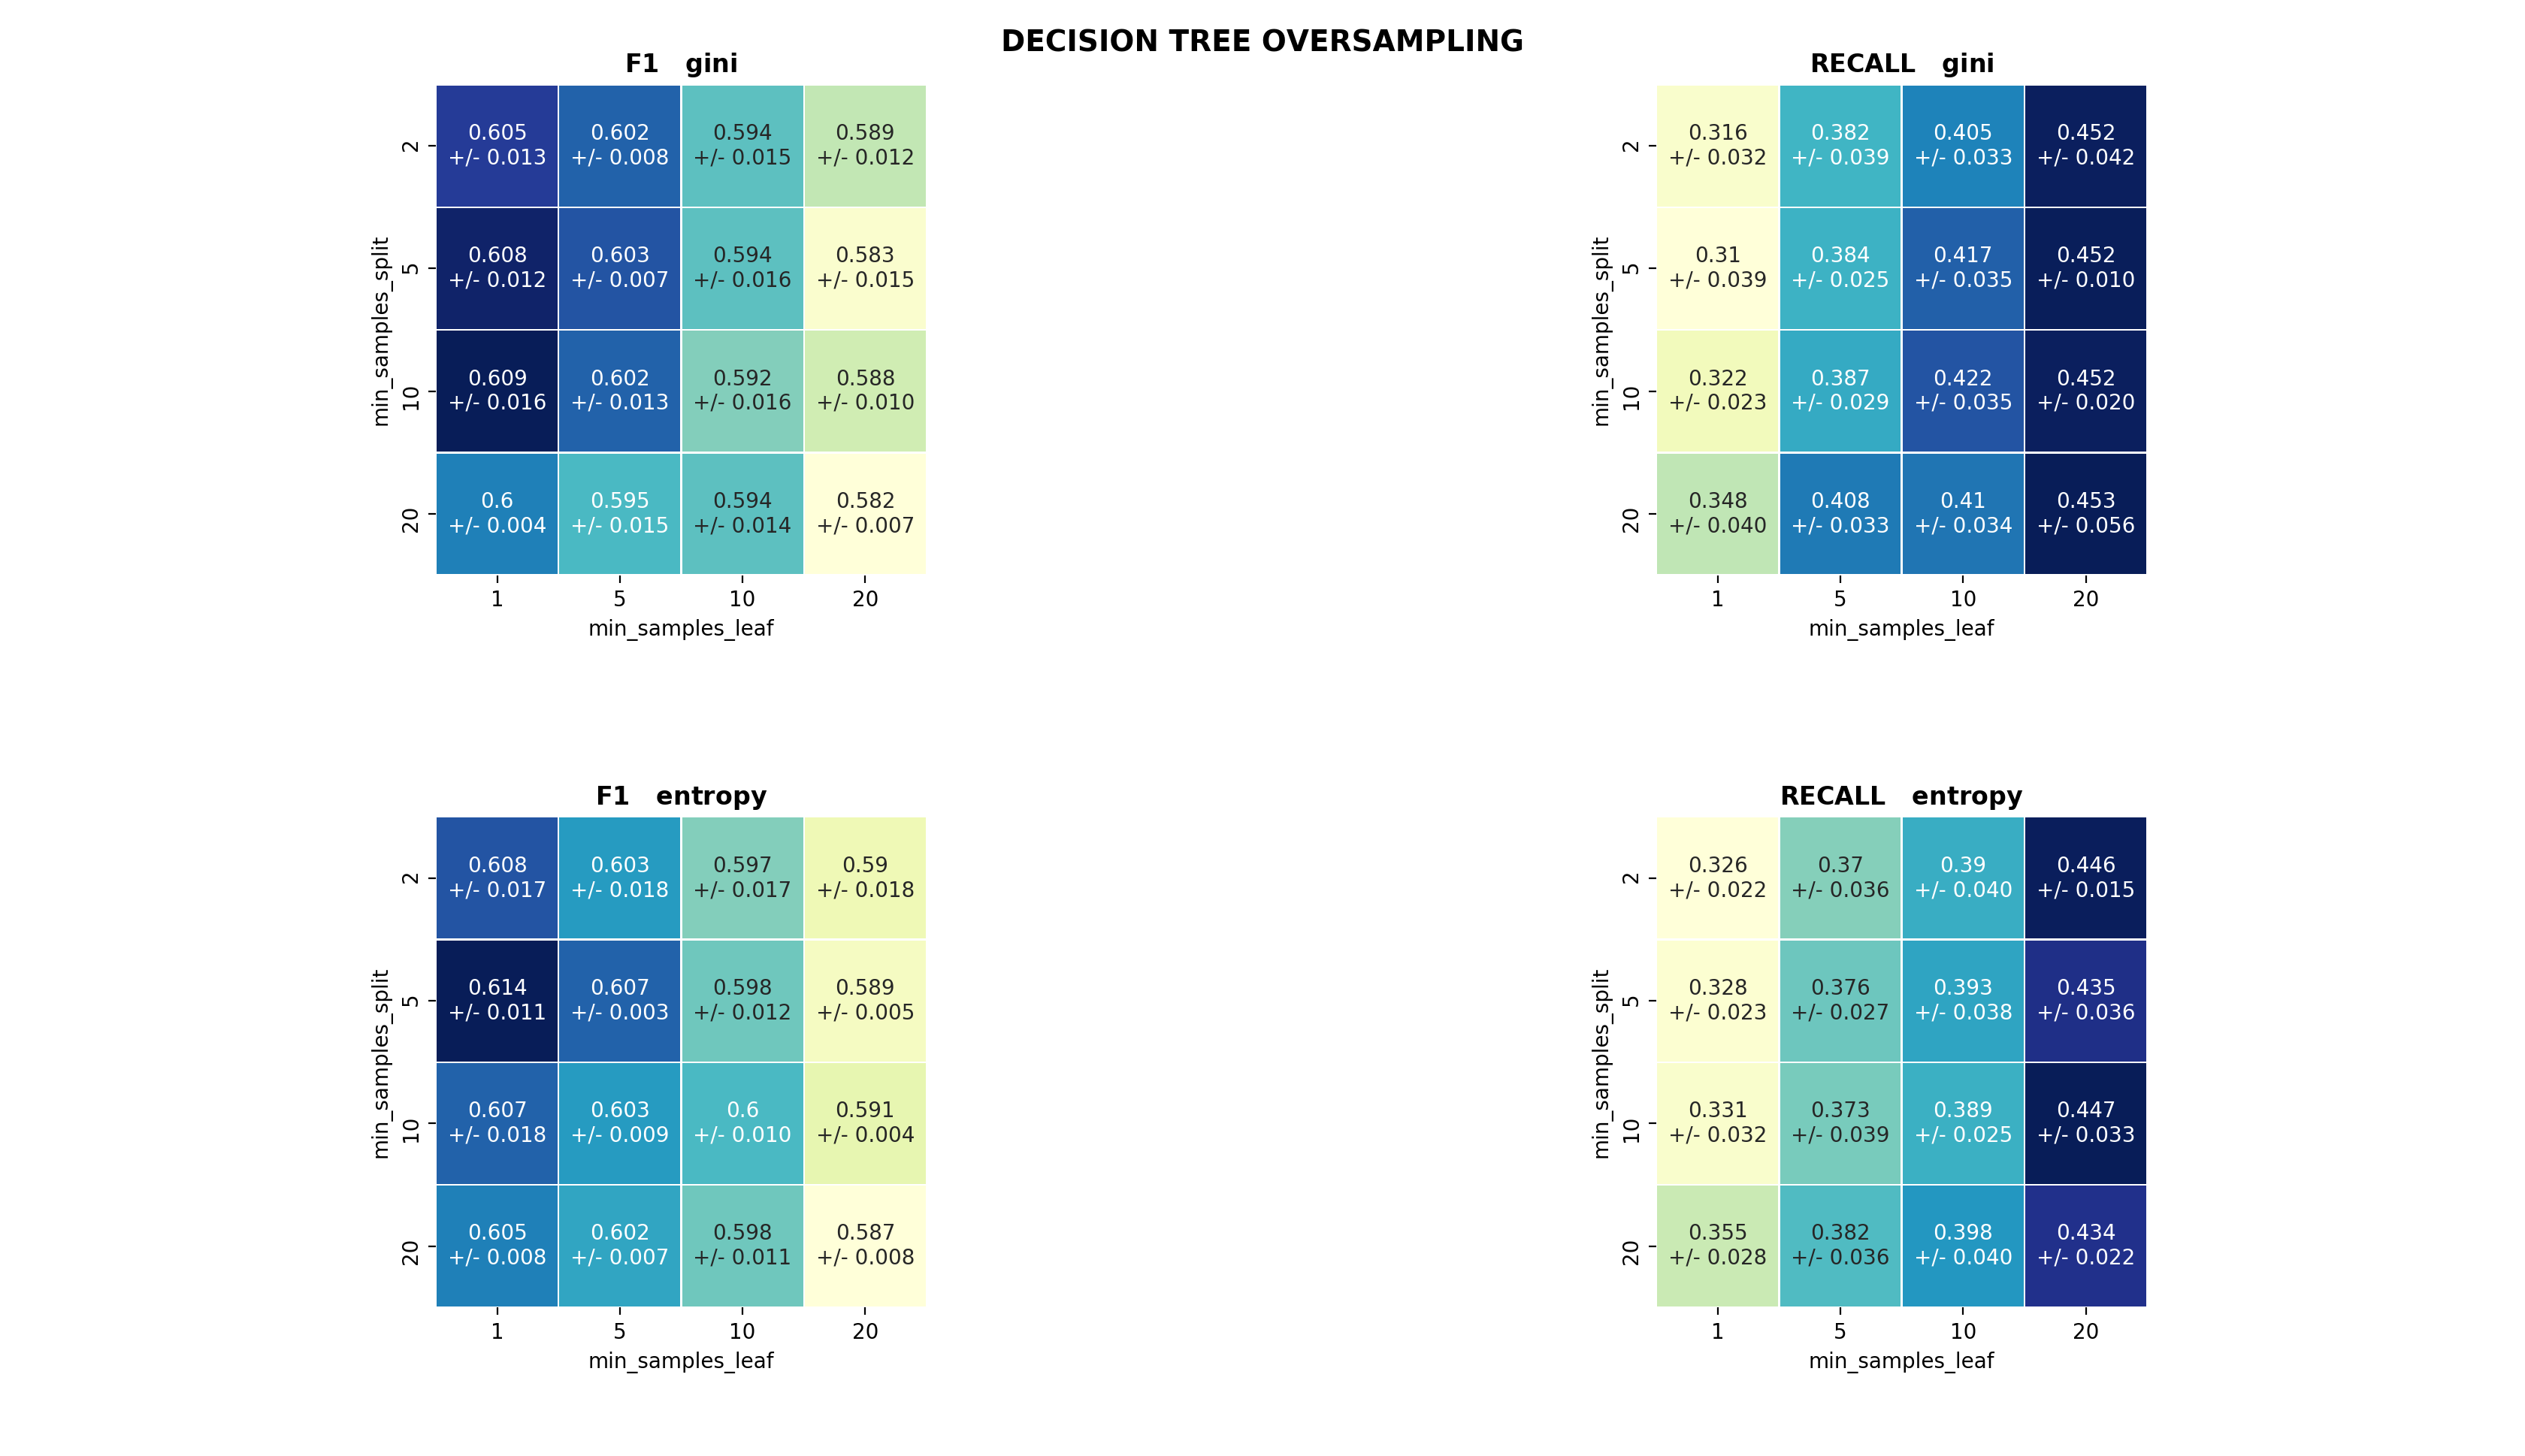 DECISION TREE OVERSAMPLING
F1 gini
min_samples_split
2
0.605 0.602 0.594 0.589
+/- 0.013 +/- 0.008 +/- 0.015 +/- 0.012
5
0.608 0.603 0.594 0.583
+/- 0.012 +/- 0.007 +/- 0.016 +/- 0.015
10
0.609 0.602 0.592 0.588
+/- 0.016 +/- 0.013 +/- 0.016 +/- 0.010
20
0.6 0.595 0.594 0.582
+/- 0.004 +/- 0.015 +/- 0.014 +/- 0.007
1 5 10 20
min_samples_leaf
RECALL gini
min_samples_split
2
0.316 0.382 0.405 0.452
+/- 0.032 +/- 0.039 +/- 0.033 +/- 0.042
5
0.31 0.384 0.417 0.452
+/- 0.039 +/- 0.025 +/- 0.035 +/- 0.010
10
0.322 0.387 0.422 0.452
+/- 0.023 +/- 0.029 +/- 0.035 +/- 0.020
20
0.348 0.408 0.41 0.453
+/- 0.040 +/- 0.033 +/- 0.034 +/- 0.056
1 5 10 20
min_samples_leaf
F1 entropy
min_samples_split
2
0.608 0.603 0.597 0.59
+/- 0.017 +/- 0.018 +/- 0.017 +/- 0.018
5
0.614 0.607 0.598 0.589
+/- 0.011 +/- 0.003 +/- 0.012 +/- 0.005
10
0.607 0.603 0.6 0.591
+/- 0.018 +/- 0.009 +/- 0.010 +/- 0.004
20
0.605 0.602 0.598 0.587
+/- 0.008 +/- 0.007 +/- 0.011 +/- 0.008
1 5 10 20
min_samples_leaf
RECALL entropy
min_samples_split
2
0.326 0.37 0.39 0.446
+/- 0.022 +/- 0.036 +/- 0.040 +/- 0.015
5
0.328 0.376 0.393 0.435
+/- 0.023 +/- 0.027 +/- 0.038 +/- 0.036
10
0.331 0.373 0.389 0.447
+/- 0.032 +/- 0.039 +/- 0.025 +/- 0.033
20
0.355 0.382 0.398 0.434
+/- 0.028 +/- 0.036 +/- 0.040 +/- 0.022
1 5 10 20
min_samples_leaf